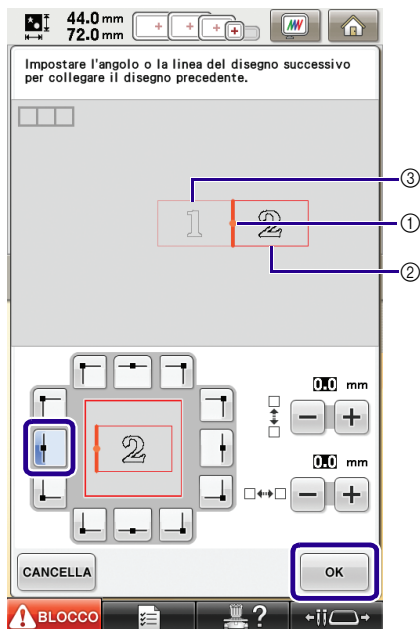 44.0 mm
72.0 mm
Impostare l'angolo o la linea del disegno successivo
per collegare il disegno precedente.
③
1
2
①
②
0.0 mm
2
0.0 mm
CANCELLA
OK
BLOCCO
?